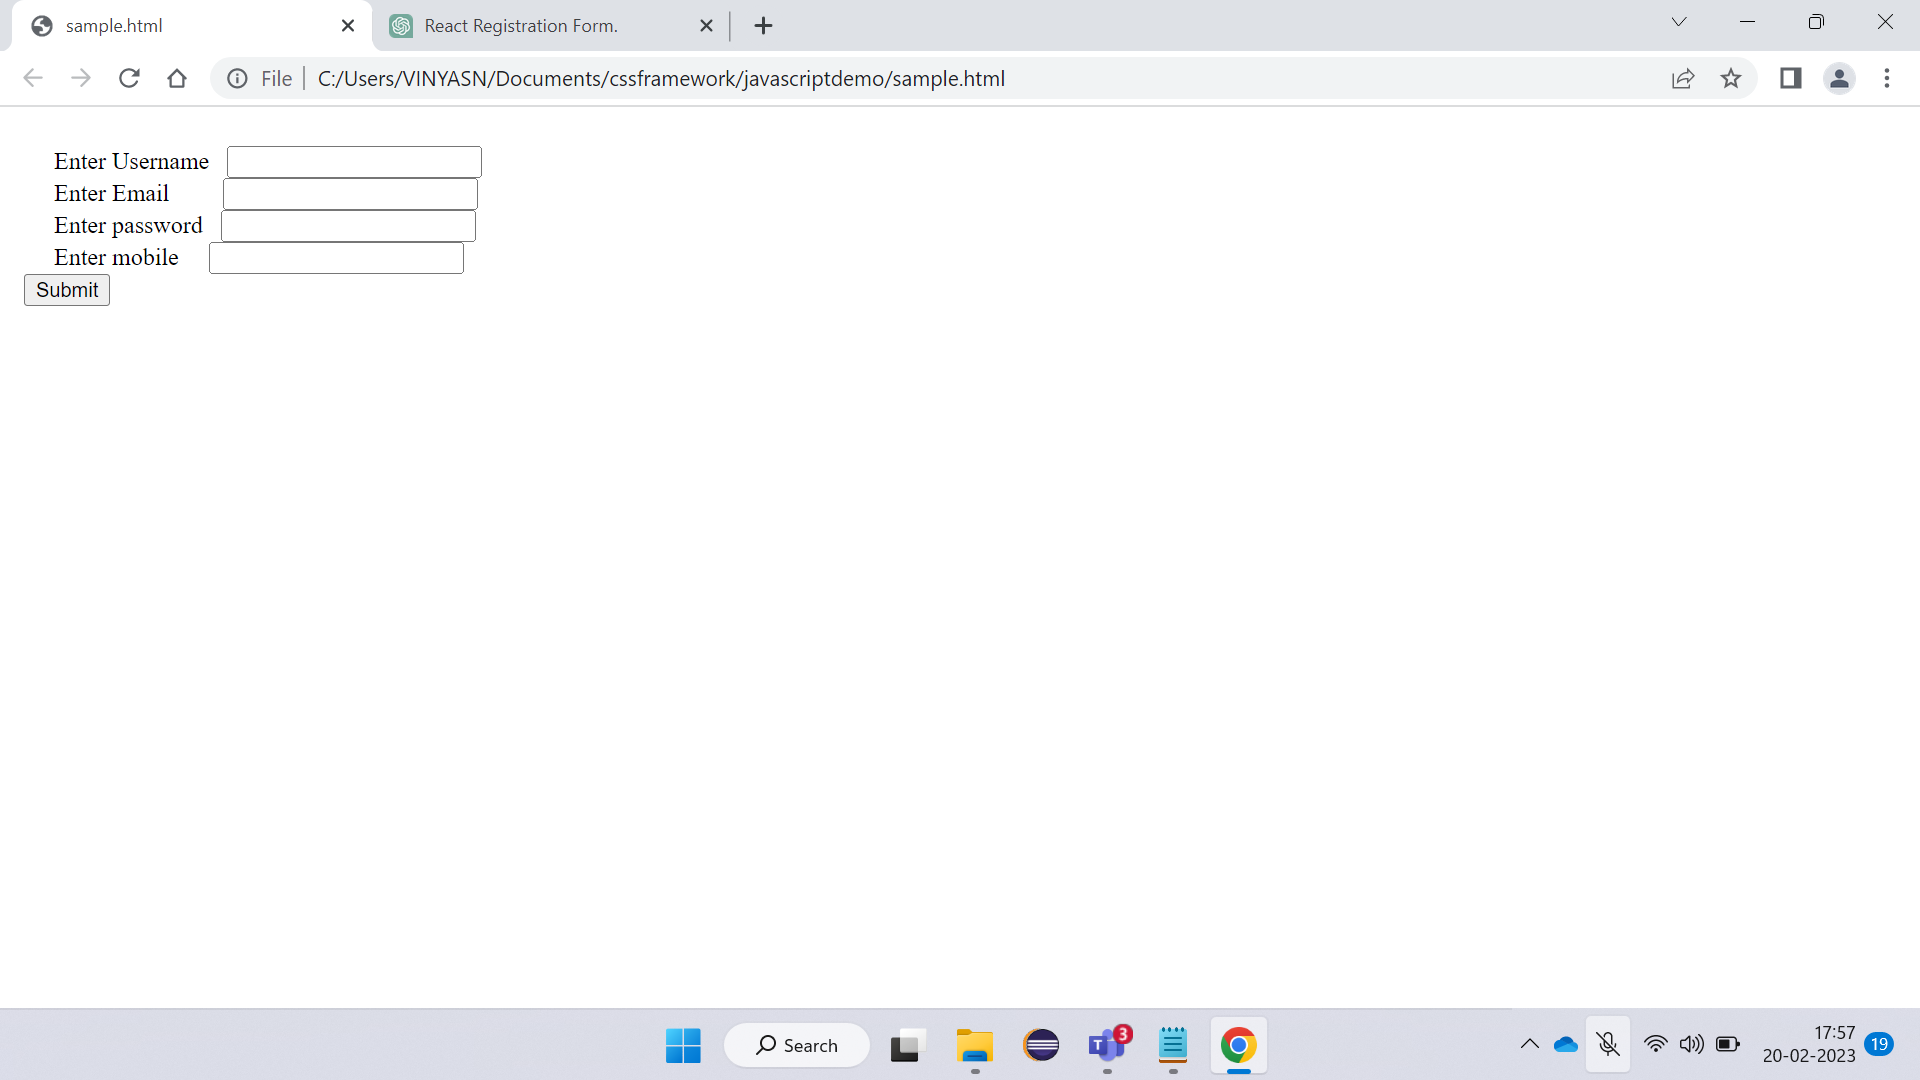 sample.html
React Registration Form.
File
C:/Users/VINYASN/Documents/cssframework/javascriptdemo/sample.html
Enter Username
Enter Email
Enter password
Enter mobile
Submit
Search
T
3
17:57
20-02-2023
19